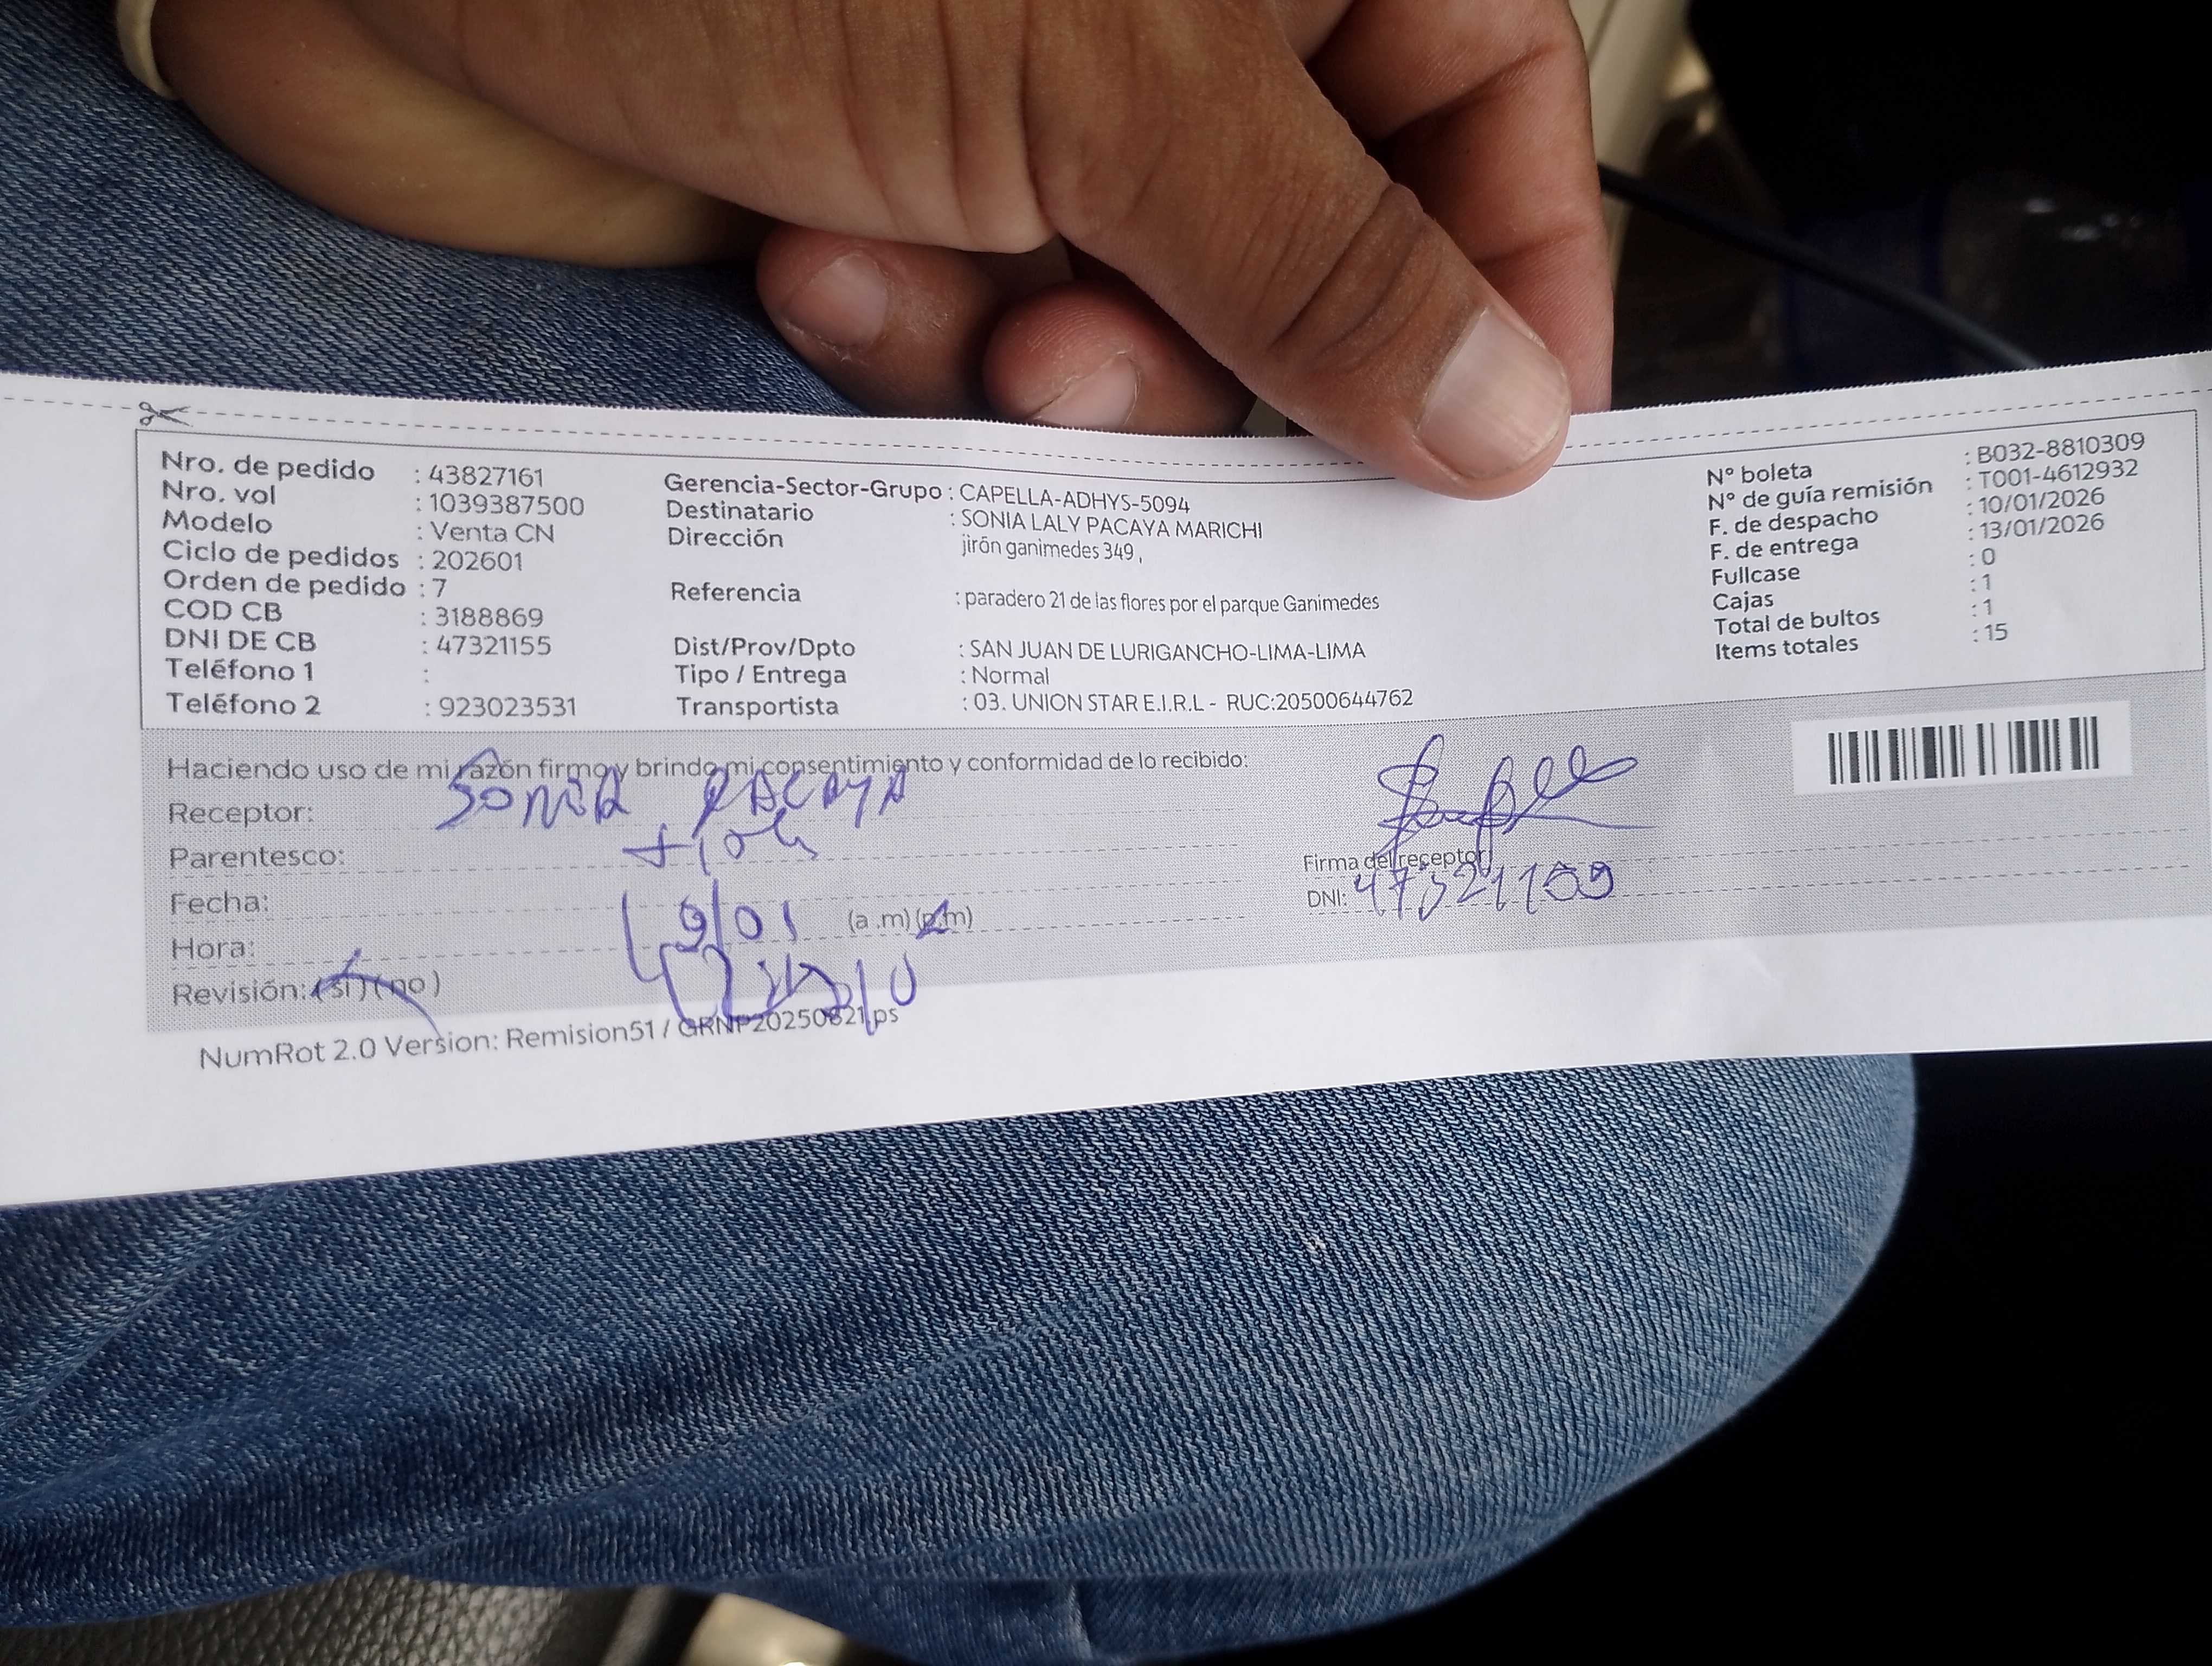 Nro. de pedido : 43827161
Nro. vol : 1039387500
Modelo : Venta CN
Ciclo de pedidos : 202601
Orden de pedido : 7
COD CB : 3188869
DNI DE CB : 47321155
Teléfono 1 :
Teléfono 2 : 923023531
Gerencia-Sector-Grupo : CAPELLA-ADHYS-5094
Destinatario : SONIA LALY PACAYA MARICHI
Dirección jirón ganimedes 349 ,
Referencia : paradero 21 de las flores por el parque Ganimedes
Dist/Prov/Dpto : SAN JUAN DE LURIGANCHO-LIMA-LIMA
Tipo / Entrega : Normal
Transportista : 03. UNION STAR E.I.R.L - RUC:20500644762
N° boleta : B032-8810309
N° de guía remisión : T001-4612932
F. de despacho : 10/01/2026
F. de entrega : 13/01/2026
Fullcase : 0
Cajas : 1
Total de bultos : 1
Items totales : 15
Haciendo uso de mi razón firmo y brindo mi consentimiento y conformidad de lo recibido:
Receptor: SONIA PACAYA
Parentesco:
Fecha:
Hora: (a .m) (p.m)
Revisión: ( si ) ( no )
Firma del receptor
DNI:
NumRot 2.0 Version: Remision51 / GRNP20250821.ps